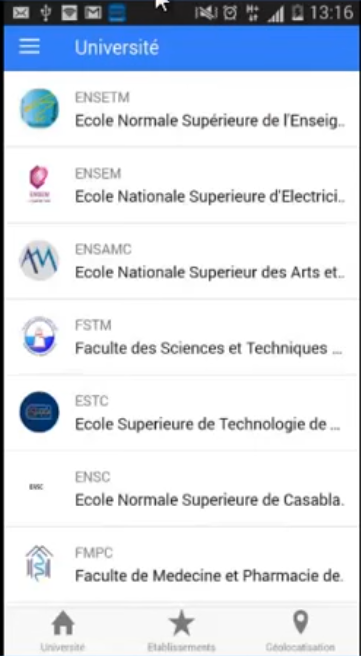 13:16
Université
ENSETM
Ecole Normale Supérieure de l'Enseig..
ENSEM
Ecole Nationale Superieure d'Electrici..
ENSAMC
Ecole Nationale Superieur des Arts et..
FSTM
Faculte des Sciences et Techniques ...
ESTC
Ecole Superieure de Technologie de ...
ENSC
ENSC
Ecole Normale Superieure de Casabla.
FMPC
Faculte de Medecine et Pharmacie de.
Université
Etablissements
Géolocatisation